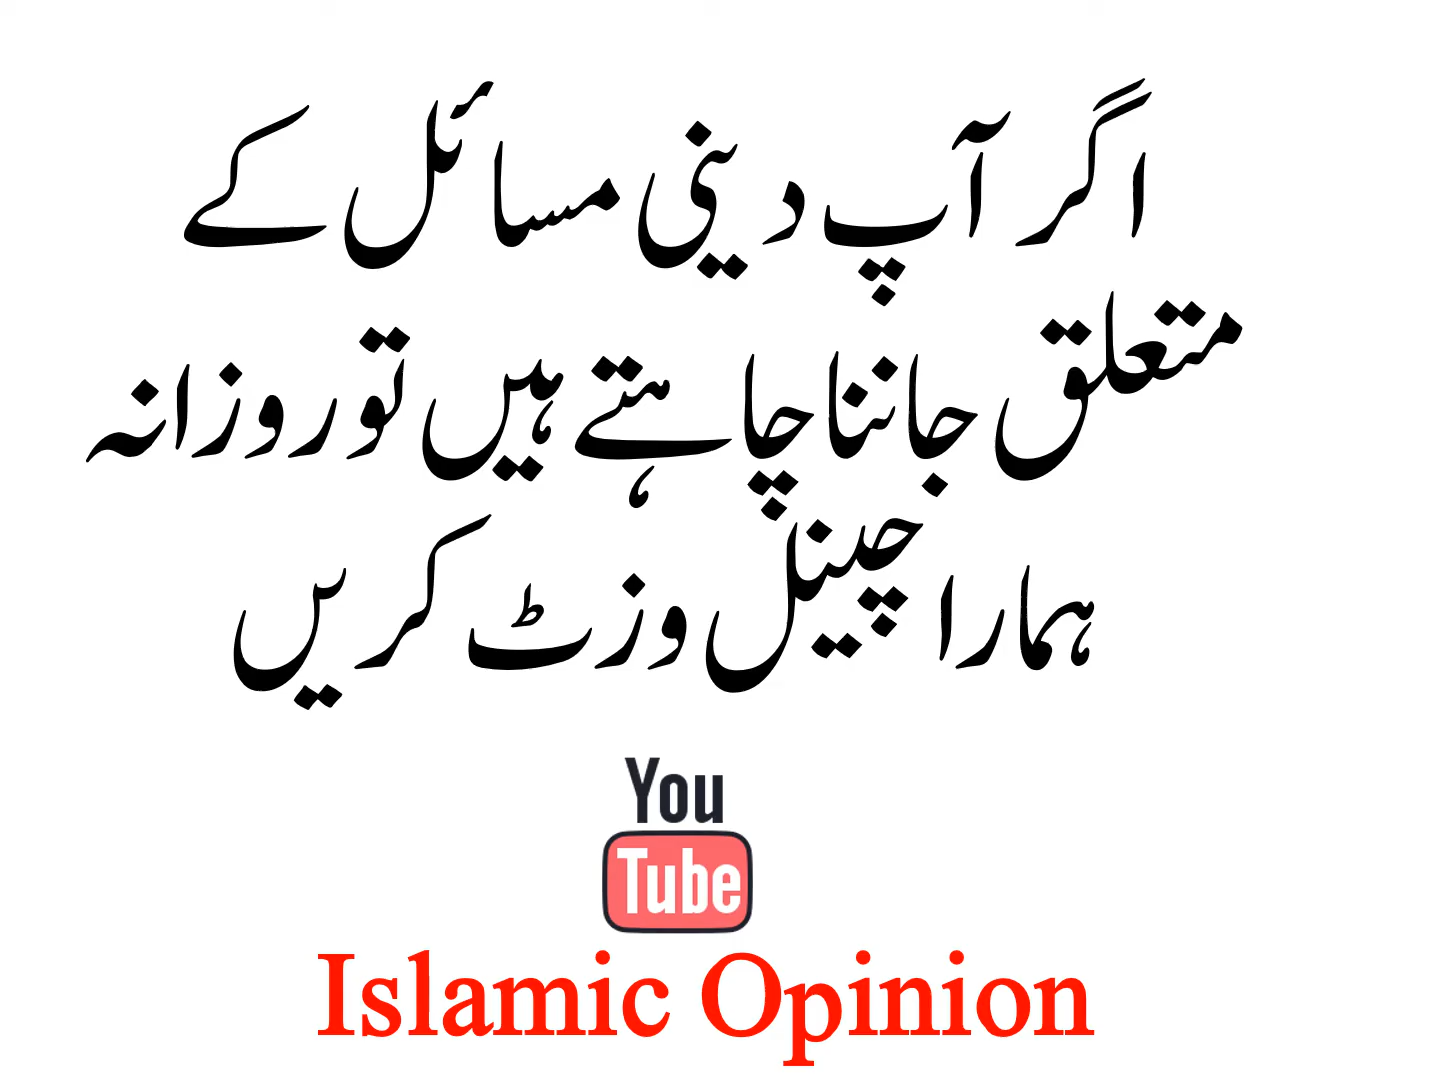 اگر آپ دینی مسائل کے
متعلق جاننا چاہتے ہیں تو روزانہ
ہمارا چینل وزٹ کریں
You
Tube
Islamic Opinion